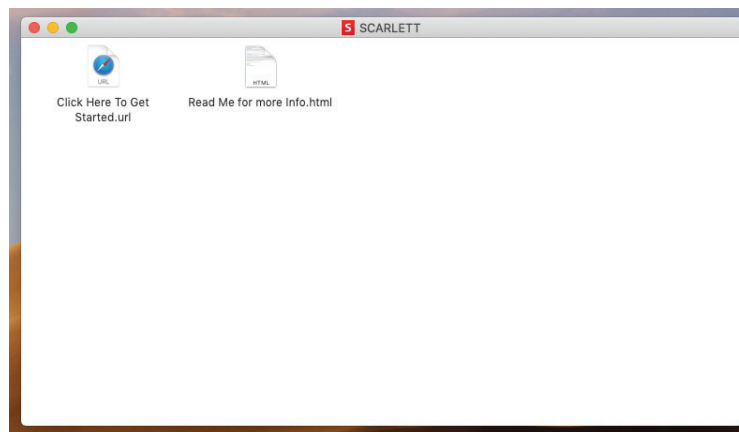 S SCARLETT
URL
HTML
Click Here To Get
Started.url
Read Me for more Info.html